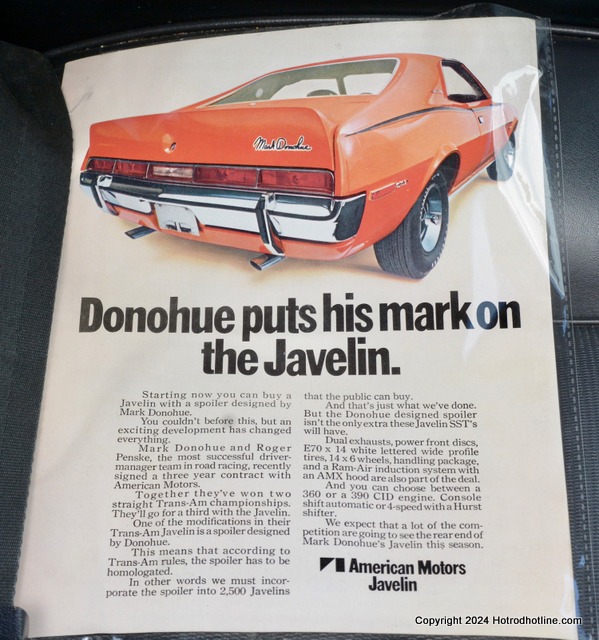 Mark Donohue
Donohue puts his mark on
the Javelin.
Starting now you can buy a
Javelin with a spoiler designed by
Mark Donohue.
You couldn't before this, but an
exciting development has changed
everything.
Mark Donohue and Roger
Penske, the most successful driver-
manager team in road racing, recently
signed a three year contract with
American Motors.
Together they've won two
straight Trans-Am championships.
They'll go for a third with the Javelin.
One of the modifications in their
Trans-Am Javelin is a spoiler designed
by Donohue.
This means that according to
Trans-Am rules, the spoiler has to be
homologated.
In other words we must incor-
porate the spoiler into 2,500 Javelins
that the public can buy.
And that's just what we've done.
But the Donohue designed spoiler
isn't the only extra these Javelin SST's
will have.
Dual exhausts, power front discs,
E70 x 14 white lettered wide profile
tires, 14 x 6 wheels, handling package,
and a Ram-Air induction system with
an AMX hood are also part of the deal.
And you can choose between a
360 or a 390 CID engine. Console
shift automatic or 4-speed with a Hurst
shifter.
We expect that a lot of the com-
petition are going to see the rear end of
Mark Donohue's Javelin this season.
American Motors
Javelin
Copyright 2024 Hotrodhotline.com